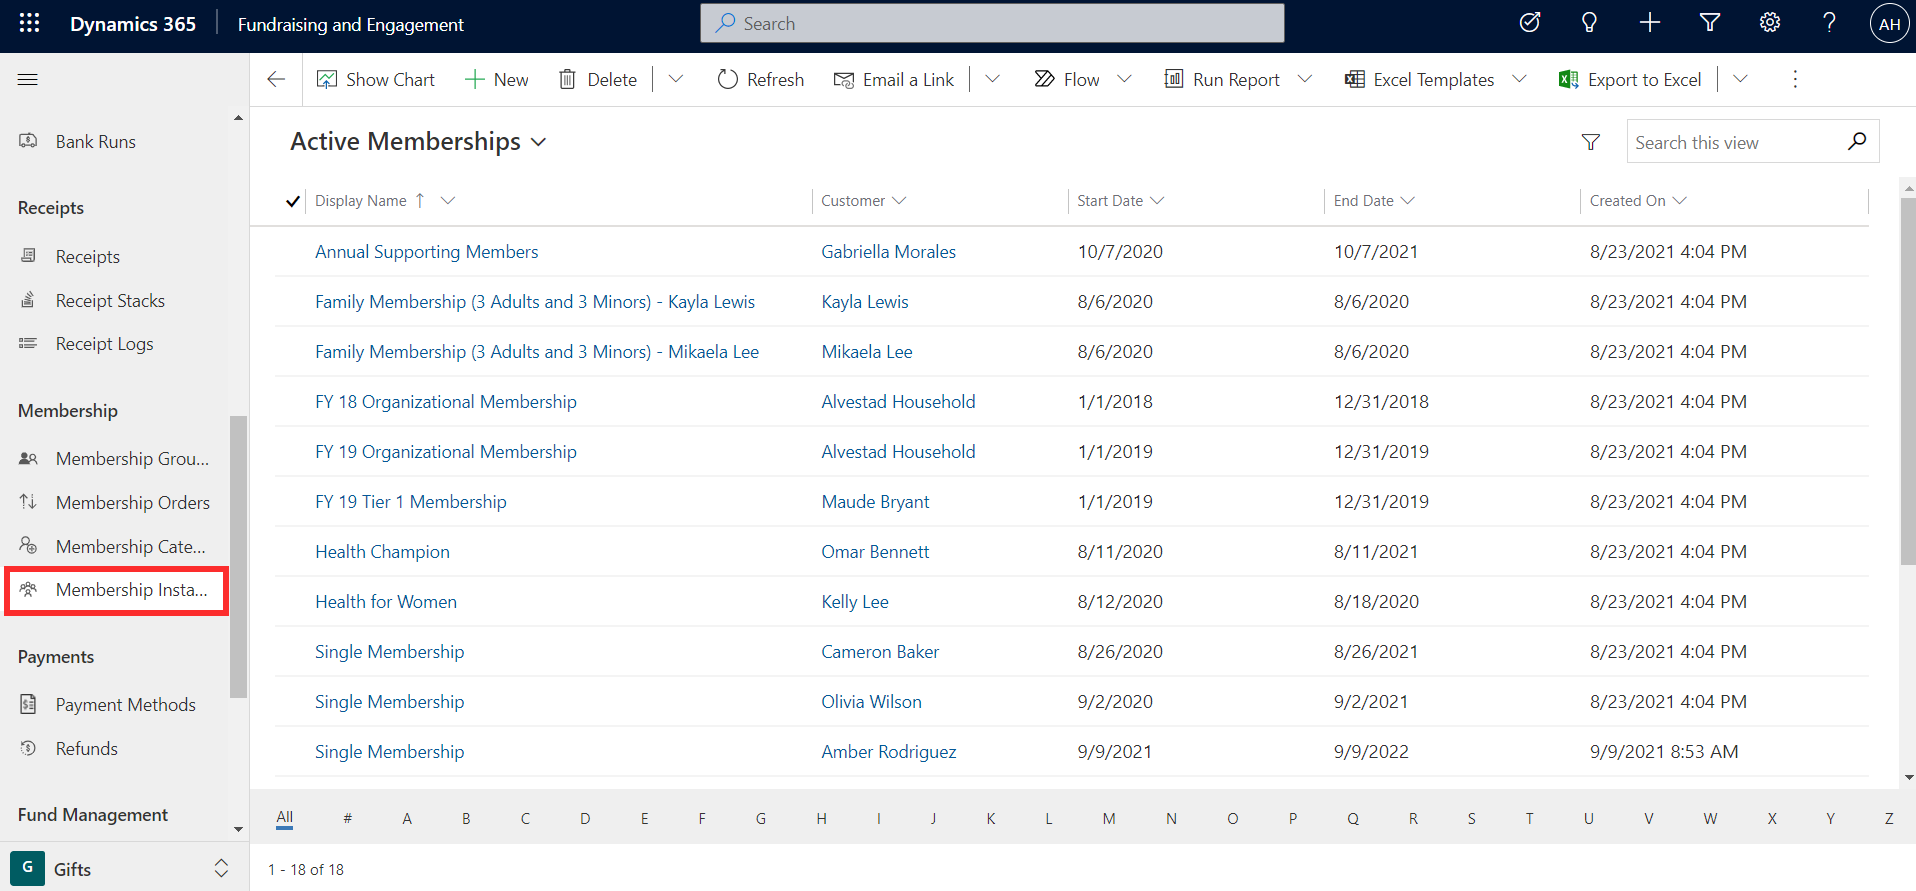 Dynamics 365
Fundraising and Engagement
Search
AH
Show Chart
New
Delete
Refresh
Email a Link
Flow
Run Report
Excel Templates
Export to Excel
Bank Runs
Receipts
Receipts
Receipt Stacks
Receipt Logs
Membership
Membership Grou...
Membership Orders
Membership Cate...
Membership Insta...
Payments
Payment Methods
Refunds
Fund Management
G
Gifts
Active Memberships
Search this view
Display Name Customer Start Date End Date Created On
Annual Supporting Members Gabriella Morales 10/7/2020 10/7/2021 8/23/2021 4:04 PM
Family Membership (3 Adults and 3 Minors) - Kayla Lewis Kayla Lewis 8/6/2020 8/6/2020 8/23/2021 4:04 PM
Family Membership (3 Adults and 3 Minors) - Mikaela Lee Mikaela Lee 8/6/2020 8/6/2020 8/23/2021 4:04 PM
FY 18 Organizational Membership Alvestad Household 1/1/2018 12/31/2018 8/23/2021 4:04 PM
FY 19 Organizational Membership Alvestad Household 1/1/2019 12/31/2019 8/23/2021 4:04 PM
FY 19 Tier 1 Membership Maude Bryant 1/1/2019 12/31/2019 8/23/2021 4:04 PM
Health Champion Omar Bennett 8/11/2020 8/11/2021 8/23/2021 4:04 PM
Health for Women Kelly Lee 8/12/2020 8/18/2020 8/23/2021 4:04 PM
Single Membership Cameron Baker 8/26/2020 8/26/2021 8/23/2021 4:04 PM
Single Membership Olivia Wilson 9/2/2020 9/2/2021 8/23/2021 4:04 PM
Single Membership Amber Rodriguez 9/9/2021 9/9/2022 9/9/2021 8:53 AM
All # A B C D E F G H I J K L M N O P Q R S T U V W X Y Z
1 - 18 of 18